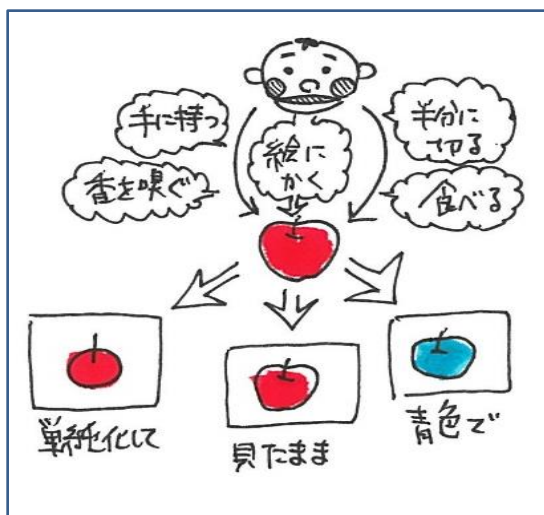 手に持つ
香を嗅ぐ
絵に
かく
半分に
切る
食べる
単純化して
見たまま
青色で